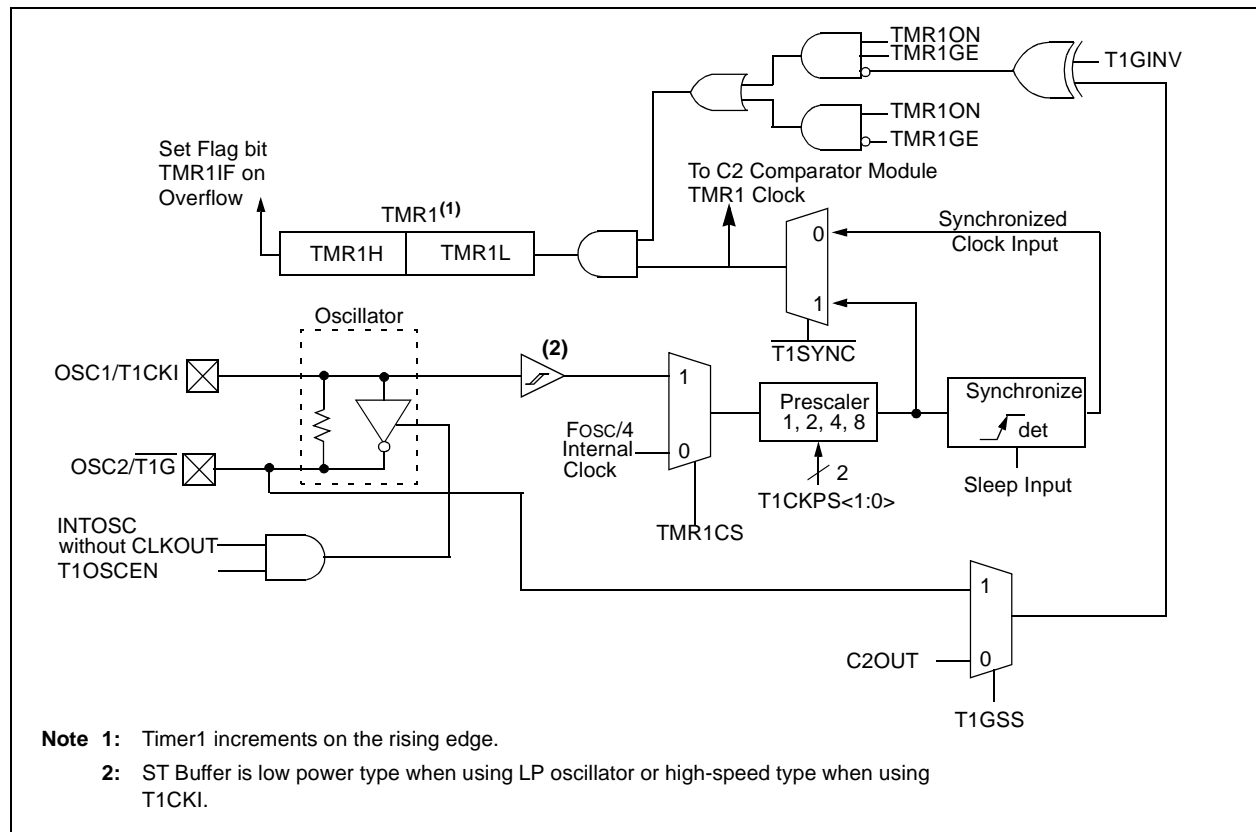 TMR1ON
TMR1GE
T1GINV
TMR1ON
TMR1GE
Set Flag bit
TMR1IF on
Overflow
To C2 Comparator Module
TMR1 Clock
TMR1(1)
TMR1H
TMR1L
0
1
Synchronized
Clock Input
T1SYNC
Oscillator
(2)
OSC1/T1CKI
1
FOSC/4
Internal
Clock
0
Prescaler
1, 2, 4, 8
Synchronize
det
OSC2/T1G
2
T1CKPS<1:0>
Sleep Input
TMR1CS
INTOSC
without CLKOUT
T1OSCEN
1
C2OUT
0
T1GSS
Note 1: Timer1 increments on the rising edge.
2: ST Buffer is low power type when using LP oscillator or high-speed type when using
T1CKI.